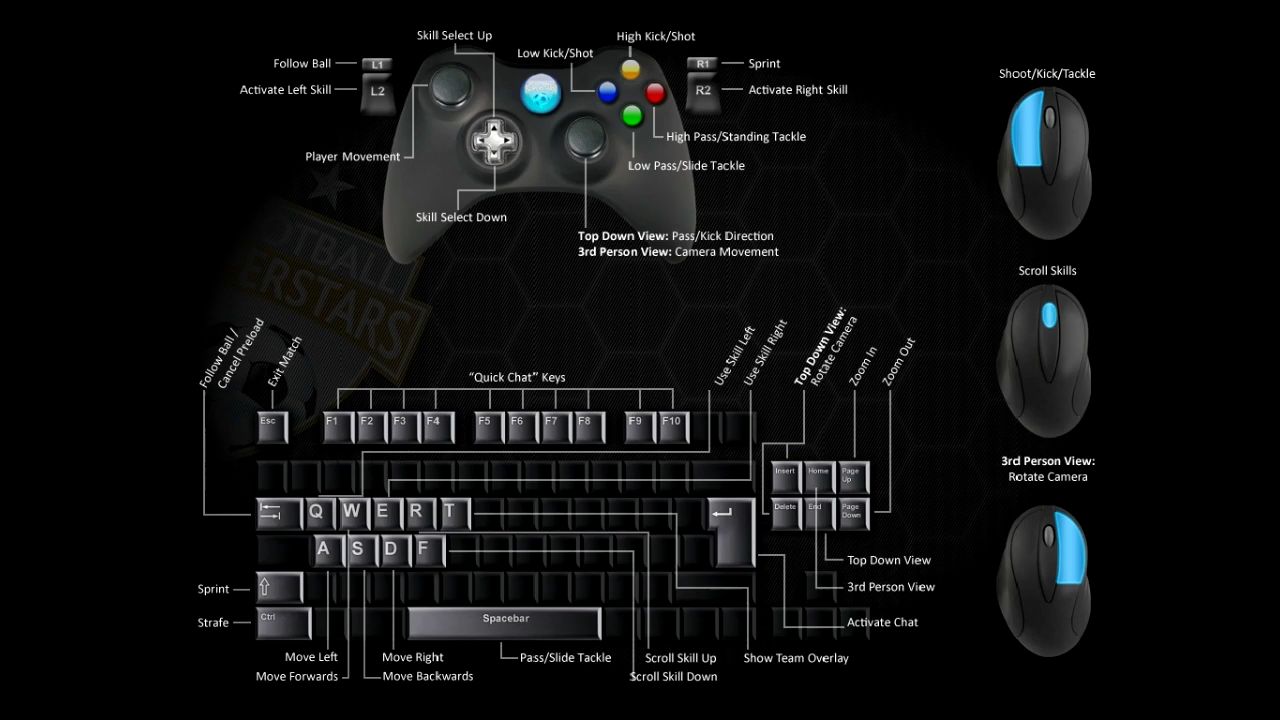 Skill Select Up
Low Kick/Shot
High Kick/Shot
Follow Ball
L1
R1
Sprint
Activate Left Skill
L2
R2
Activate Right Skill
High Pass/Standing Tackle
Player Movement
Low Pass/Slide Tackle
Skill Select Down
Top Down View: Pass/Kick Direction
3rd Person View: Camera Movement
Shoot/Kick/Tackle
Scroll Skills
3rd Person View:
Rotate Camera
Follow Ball /
Cancel Preload
Exit Match
"Quick Chat" Keys
Use Skill Left
Use Skill Right
Top Down View:
Rotate Camera
Zoom In
Zoom Out
Esc
F1 F2 F3 F4 F5 F6 F7 F8 F9 F10
Insert Home Page Up
Q W E R T
Delete End Page Down
A S D F
Top Down View
Sprint
3rd Person View
Ctrl
Spacebar
Strafe
Activate Chat
Move Left
Move Right
Pass/Slide Tackle
Scroll Skill Up
Show Team Overlay
Move Forwards
Move Backwards
Scroll Skill Down